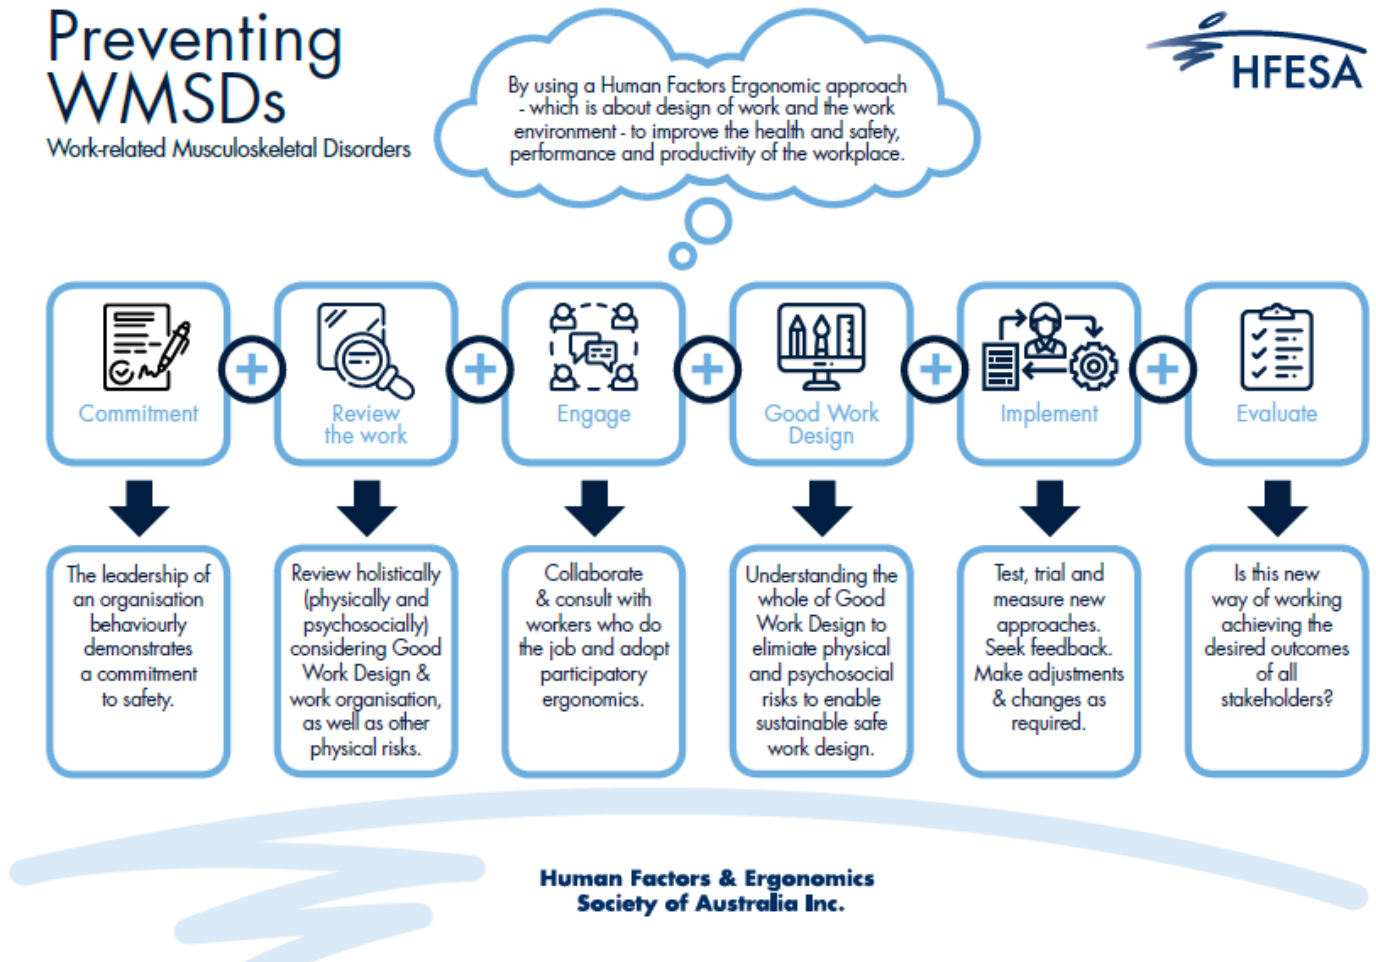 Preventing
WMSDs
Work-related Musculoskeletal Disorders
By using a Human Factors Ergonomic approach
- which is about design of work and the work
environment - to improve the health and safety,
performance and productivity of the workplace.
HFESA
Commitment
Review
the work
Engage
Good Work
Design
Implement
Evaluate
The leadership of
an organisation
behaviourly
demonstrates
a commitment
to safety.
Review holistically
(physically and
psychosocially)
considering Good
Work Design &
work organisation,
as well as other
physical risks.
Collaborate
& consult with
workers who do
the job and adopt
participatory
ergonomics.
Understanding the
whole of Good
Work Design to
elimiate physical
and psychosocial
risks to enable
sustainable safe
work design.
Test, trial and
measure new
approaches.
Seek feedback.
Make adjustments
& changes as
required.
Is this new
way of working
achieving the
desired outcomes
of all
stakeholders?
Human Factors & Ergonomics
Society of Australia Inc.